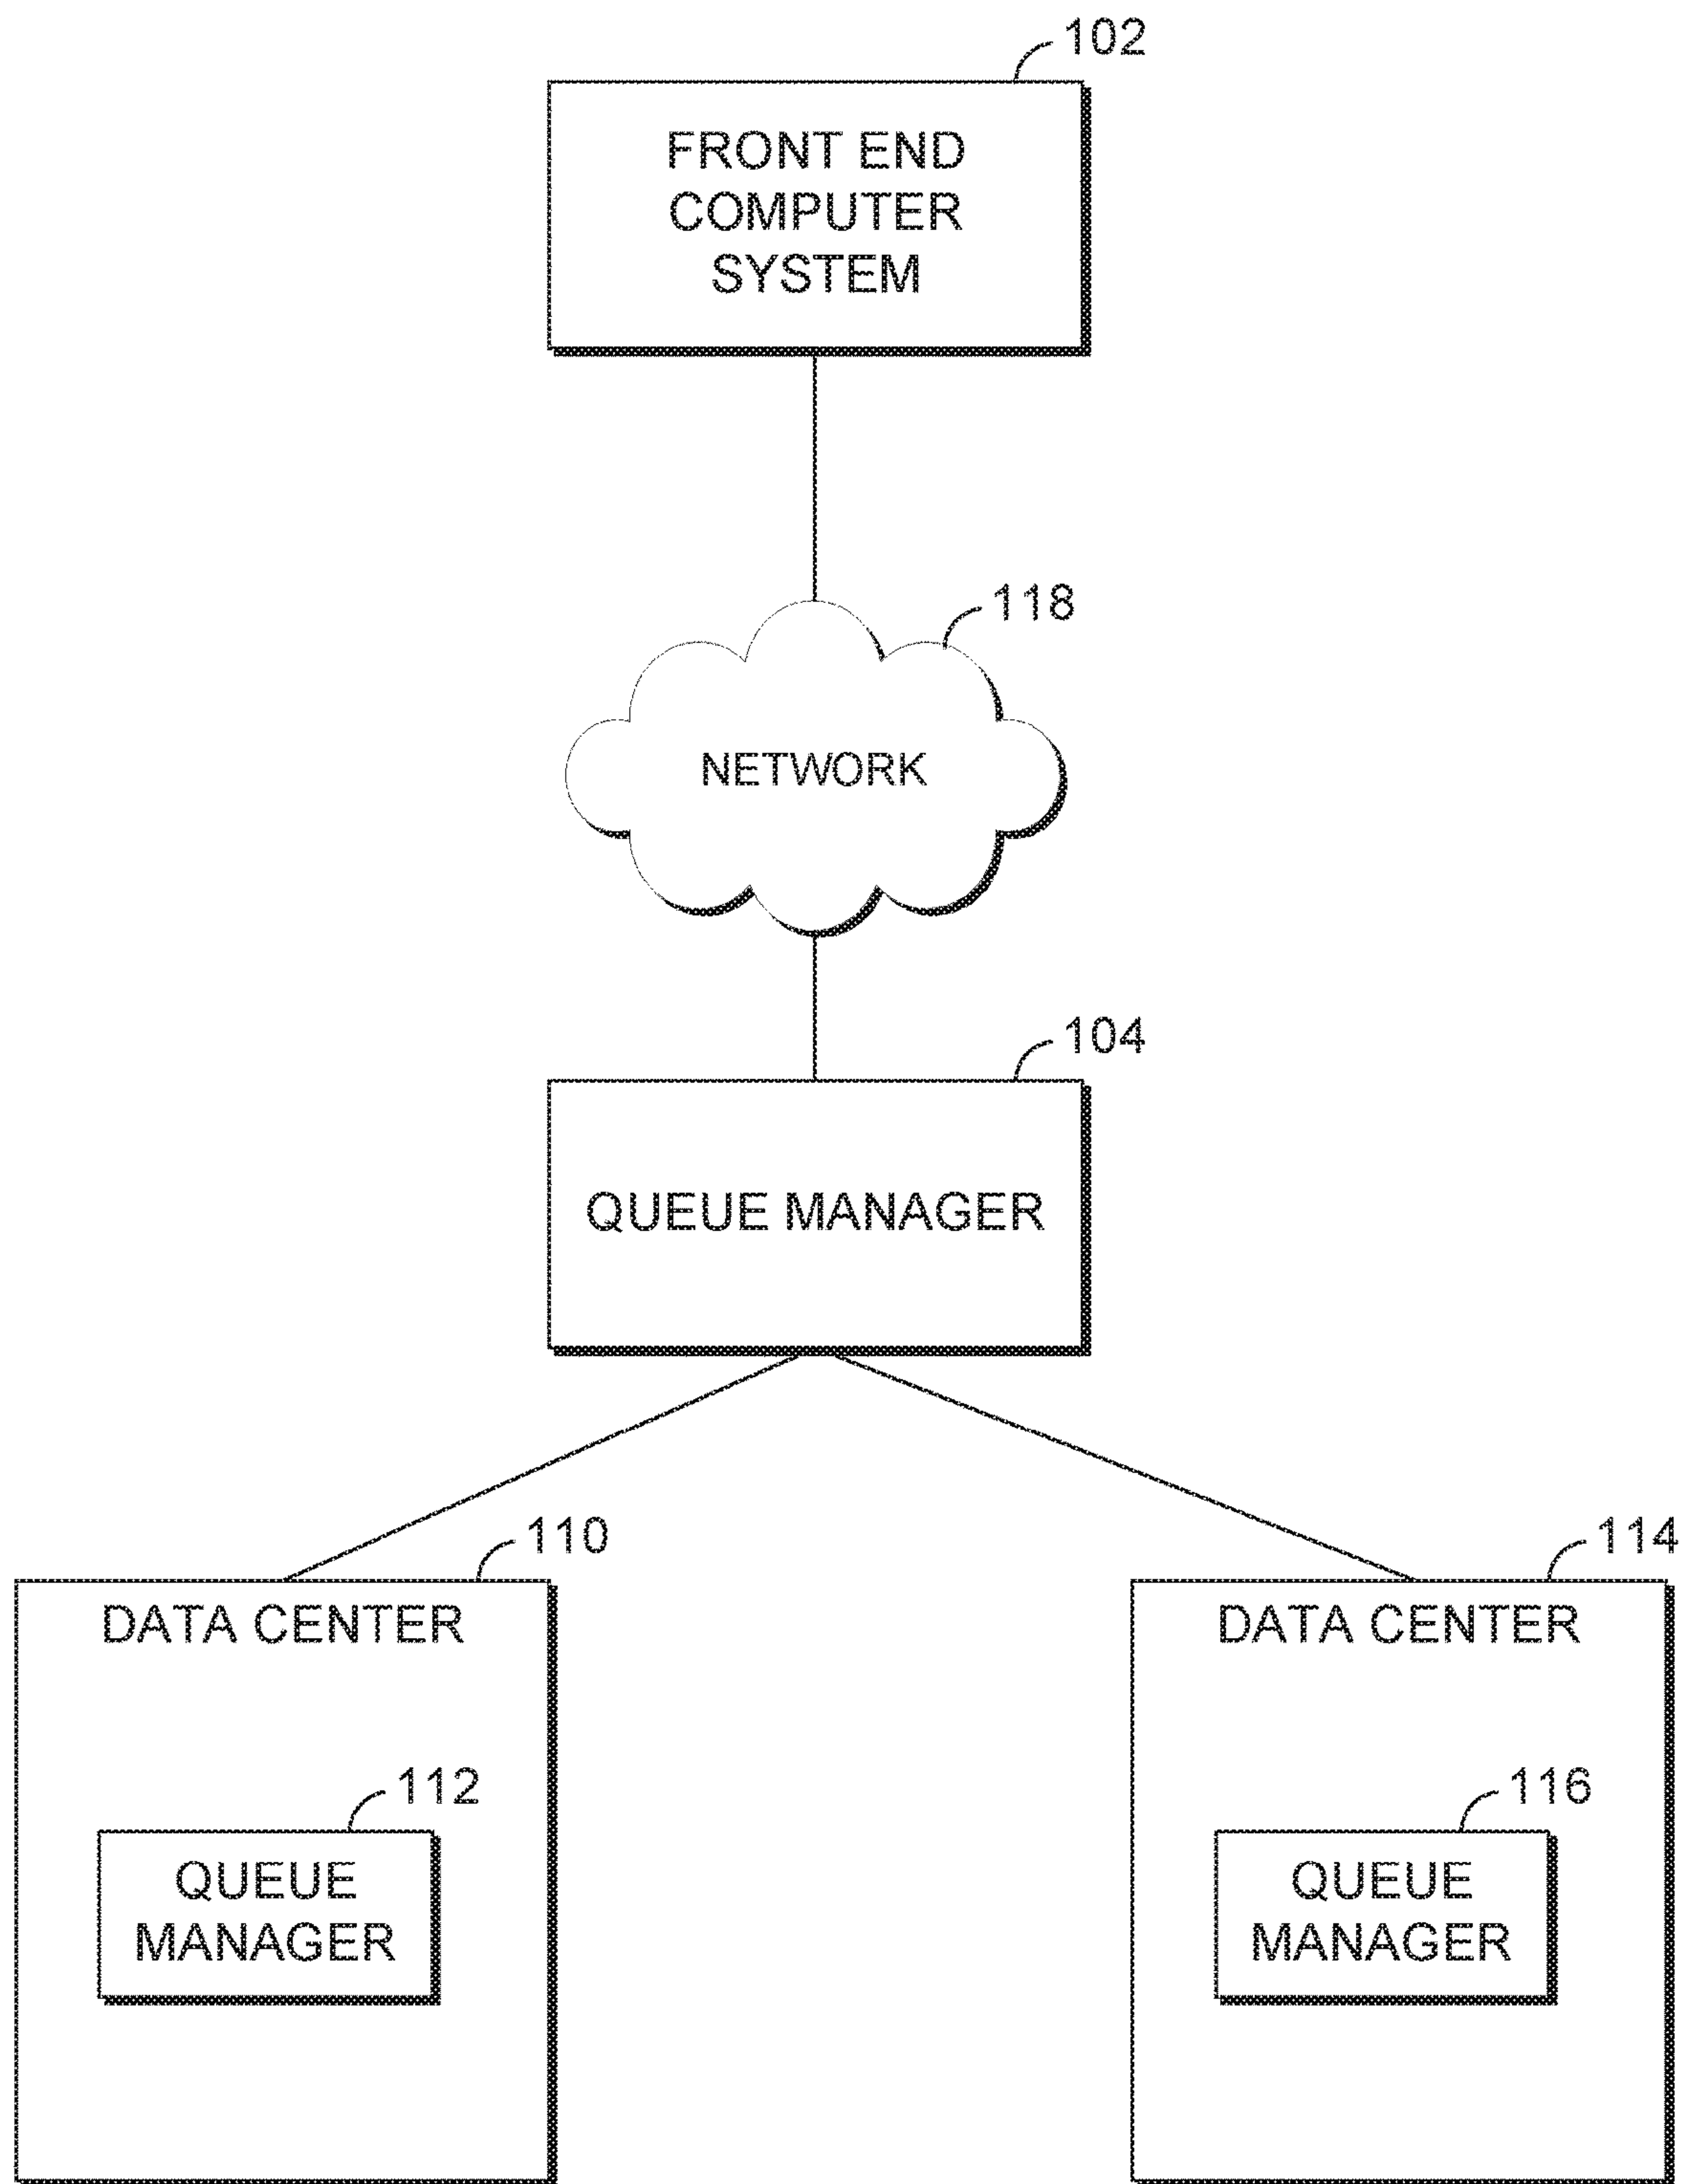 102
FRONT END
COMPUTER
SYSTEM
118
NETWORK
104
QUEUE MANAGER
110
114
DATA CENTER
DATA CENTER
112
116
QUEUE
MANAGER
QUEUE
MANAGER